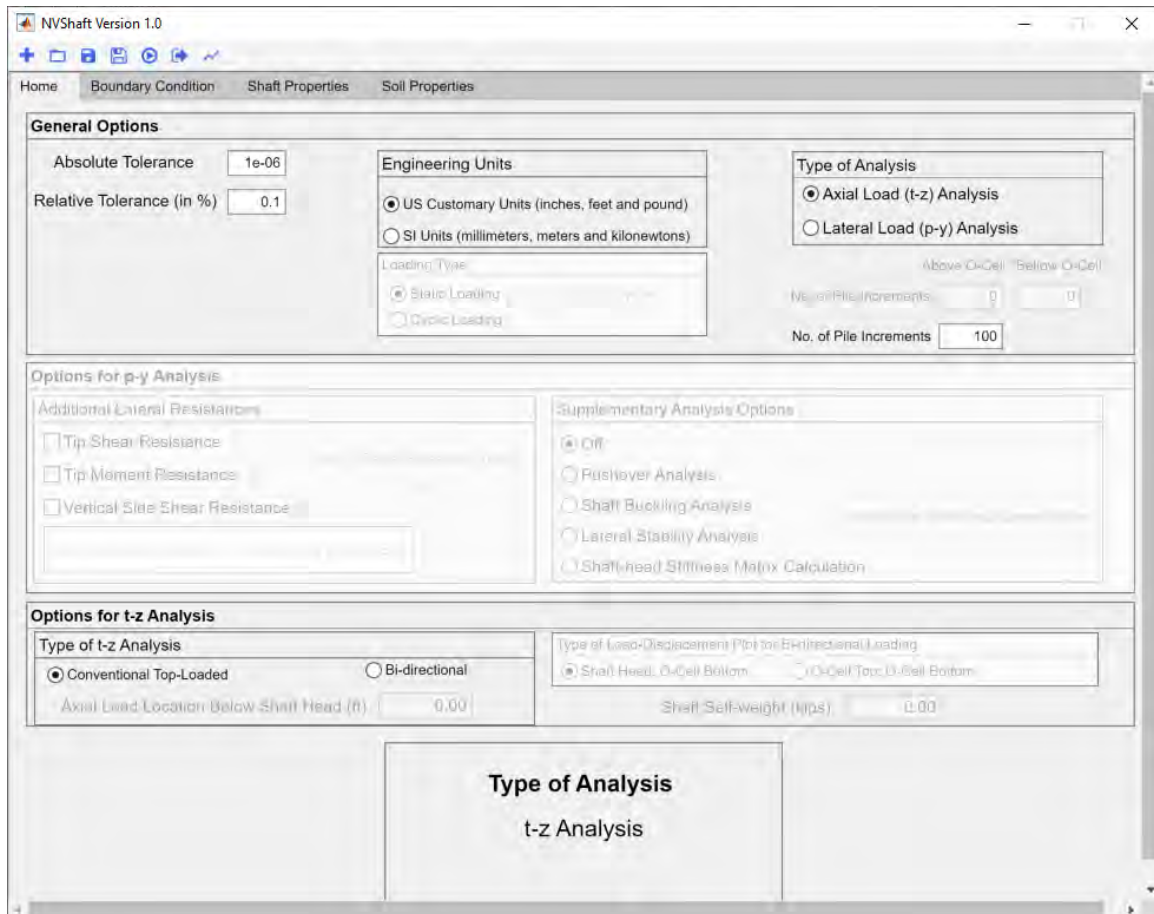 NVShaft Version 1.0
Home Boundary Condition Shaft Properties Soil Properties
General Options
Absolute Tolerance 1e-06
Relative Tolerance (in %) 0.1
Engineering Units
US Customary Units (inches, feet and pound)
SI Units (millimeters, meters and kilonewtons)
Loading Type
Static Loading
Cyclic Loading
Type of Analysis
Axial Load (t-z) Analysis
Lateral Load (p-y) Analysis
Above O-Cell Bellow O-Cell
No. of Pile Increments 0 0
No. of Pile Increments 100
Options for p-y Analysis
Additional Lateral Resistances
Tip Shear Resistance
Tip Moment Resistance
Vertical Side Shear Resistance
Supplementary Analysis Options
Off
Pushover Analysis
Shaft Buckling Analysis
Lateral Stability Analysis
Shaft-head Stiffness Matrix Calculation
Options for t-z Analysis
Type of t-z Analysis
Conventional Top-Loaded Bi-directional
Axial Load Location Below Shaft Head (ft) 0.00
Type of Load-Displacement Plot for Bi-directional Loading
Shaft Head, O-Cell Bottom O-Cell Top, O-Cell Bottom
Shaft Self-weight (kips) 0.00
Type of Analysis
t-z Analysis